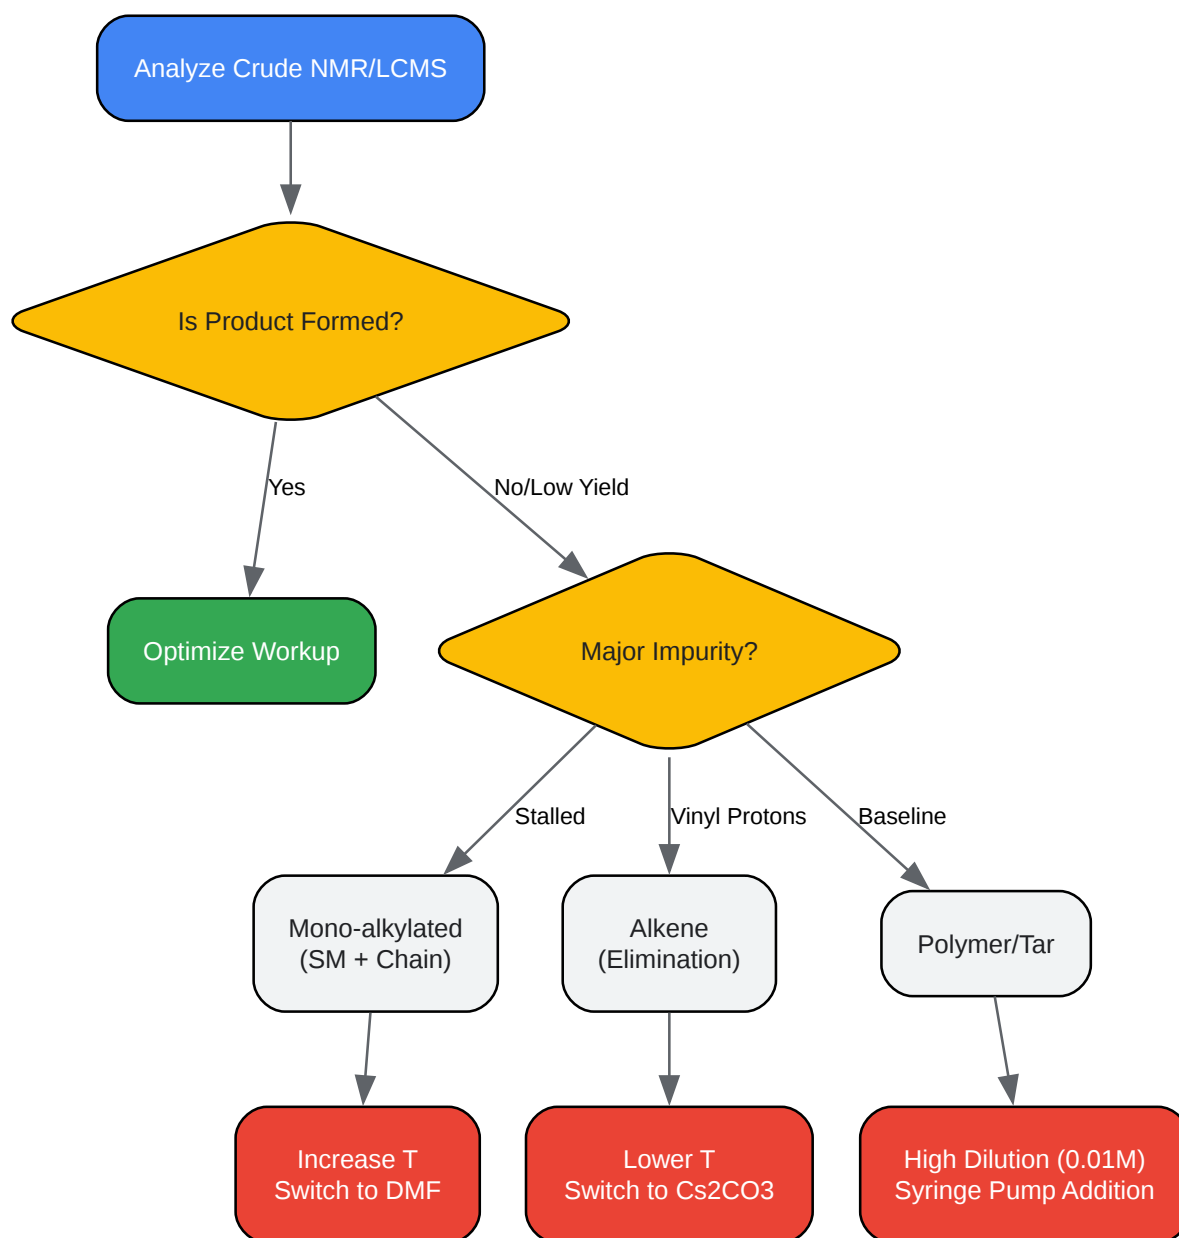 Analyze Crude NMR/LCMS
Is Product Formed?
Yes
No/Low Yield
Optimize Workup
Major Impurity?
Stalled
Vinyl Protons
Baseline
Mono-alkylated
(SM + Chain)
Alkene
(Elimination)
Polymer/Tar
Increase T
Switch to DMF
Lower T
Switch to Cs2CO3
High Dilution (0.01M)
Syringe Pump Addition